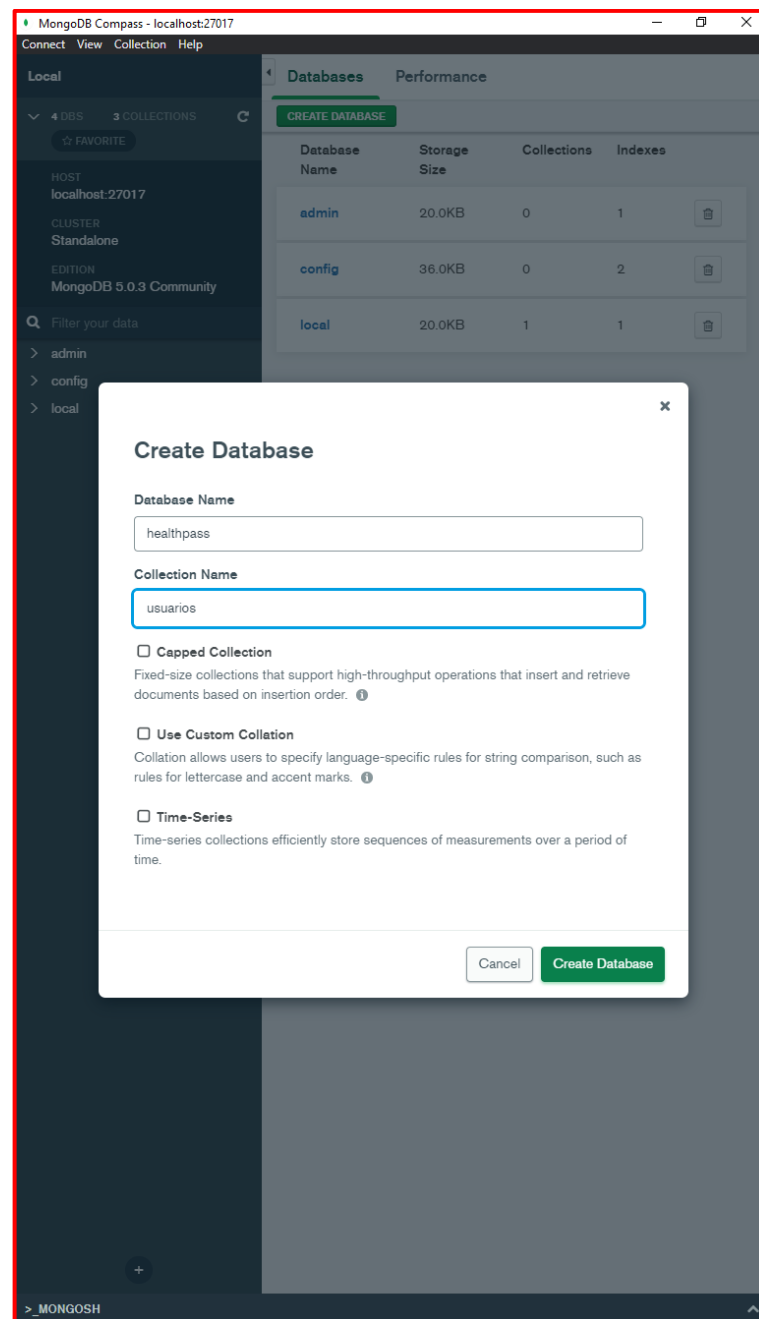 MongoDB Compass - localhost:27017
Connect View Collection Help
Local
4 DBS 3 COLLECTIONS
FAVORITE
HOST
localhost:27017
CLUSTER
Standalone
EDITION
MongoDB 5.0.3 Community
Filter your data
admin
config
local
Databases Performance
CREATE DATABASE
Database Name Storage Size Collections Indexes
admin 20.0KB 0 1
config 36.0KB 0 2
local 20.0KB 1 1
Create Database
Database Name
healthpass
Collection Name
usuarios
Capped Collection
Fixed-size collections that support high-throughput operations that insert and retrieve
documents based on insertion order.
Use Custom Collation
Collation allows users to specify language-specific rules for string comparison, such as
rules for lettercase and accent marks.
Time-Series
Time-series collections efficiently store sequences of measurements over a period of
time.
Cancel Create Database
>_MONGOSH